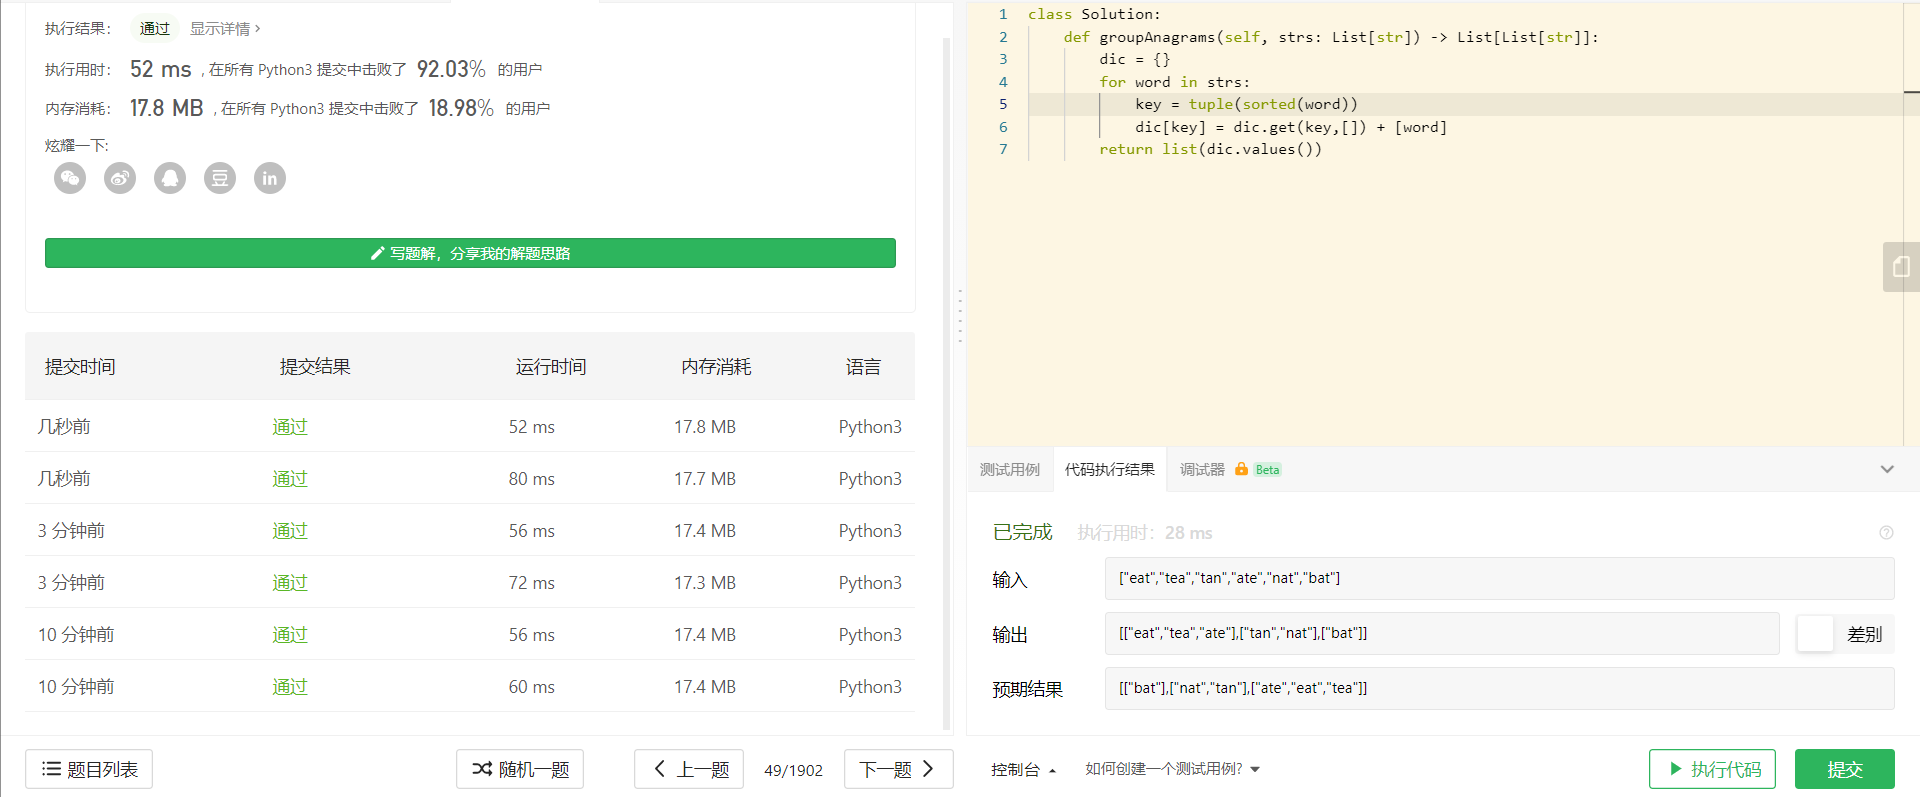 执行结果： 通过 显示详情 ›
执行用时： 52 ms ，在所有 Python3 提交中击败了 92.03% 的用户
内存消耗： 17.8 MB ，在所有 Python3 提交中击败了 18.98% 的用户
炫耀一下:
豆 in
写题解，分享我的解题思路
提交时间 提交结果 运行时间 内存消耗 语言
几秒前 通过 52 ms 17.8 MB Python3
几秒前 通过 80 ms 17.7 MB Python3
3 分钟前 通过 56 ms 17.4 MB Python3
3 分钟前 通过 72 ms 17.3 MB Python3
10 分钟前 通过 56 ms 17.4 MB Python3
10 分钟前 通过 60 ms 17.4 MB Python3
题目列表 随机一题 上一题 49/1902 下一题
1 class Solution:
2     def groupAnagrams(self, strs: List[str]) -> List[List[str]]:
3         dic = {}
4         for word in strs:
5             key = tuple(sorted(word))
6             dic[key] = dic.get(key,[]) + [word]
7         return list(dic.values())
测试用例 代码执行结果 调试器 Beta
已完成 执行用时： 28 ms
输入 ["eat","tea","tan","ate","nat","bat"]
输出 [["eat","tea","ate"],["tan","nat"],["bat"]] 差别
预期结果 [["bat"],["nat","tan"],["ate","eat","tea"]]
控制台 如何创建一个测试用例? 执行代码 提交